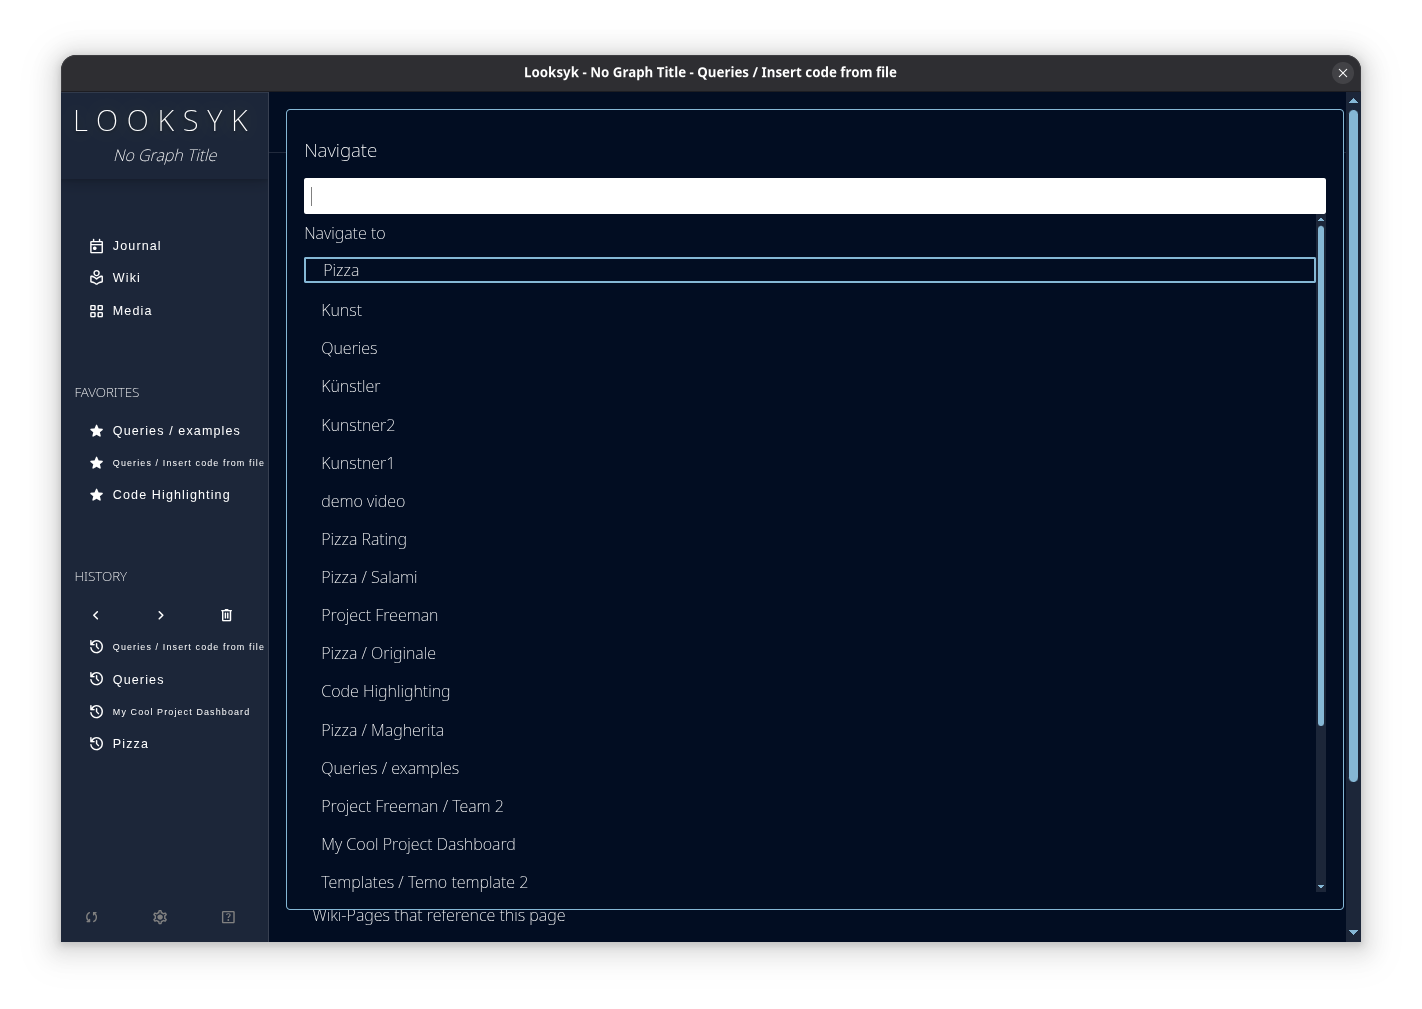 Looksyk - No Graph Title - Queries / Insert code from file
LOOKSYK
No Graph Title
Journal
Wiki
Media
FAVORITES
Queries / examples
Queries / Insert code from file
Code Highlighting
HISTORY
Queries / Insert code from file
Queries
My Cool Project Dashboard
Pizza
Navigate
Navigate to
Pizza
Kunst
Queries
Künstler
Kunstner2
Kunstner1
demo video
Pizza Rating
Pizza / Salami
Project Freeman
Pizza / Originale
Code Highlighting
Pizza / Magherita
Queries / examples
Project Freeman / Team 2
My Cool Project Dashboard
Templates / Temo template 2
Wiki-Pages that reference this page